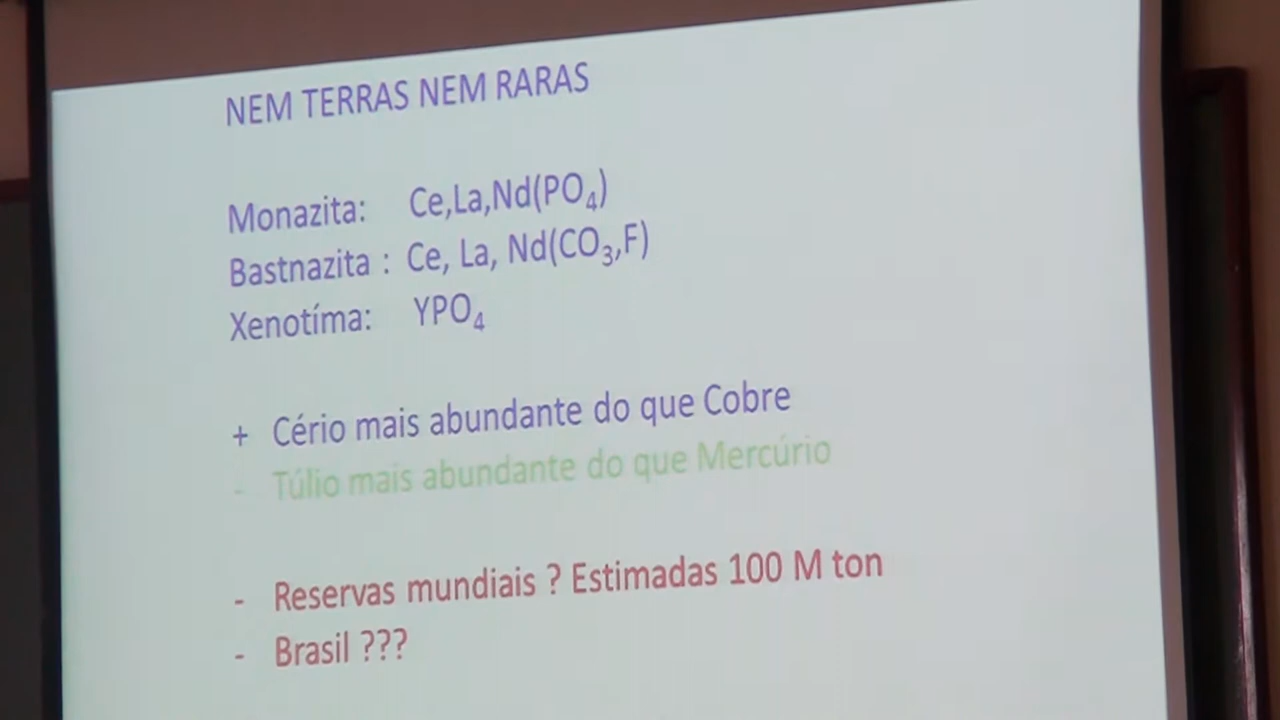 NEM TERRAS NEM RARAS
Monazita: Ce,La,Nd(PO₄)
Bastnazita : Ce, La, Nd(CO₃,F)
Xenotíma: YPO₄
+ Cério mais abundante do que Cobre
- Túlio mais abundante do que Mercúrio
- Reservas mundiais ? Estimadas 100 M ton
- Brasil ???